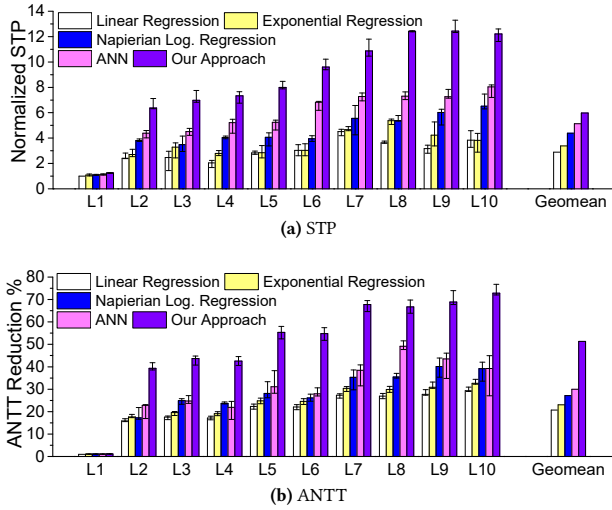 Normalized STP
14
12
10
8
6
4
2
0
Linear Regression
Exponential Regression
Napierian Log. Regression
ANN
Our Approach
L1 L2 L3 L4 L5 L6 L7 L8 L9 L10 Geomean
(a) STP
ANTT Reduction %
80
70
60
50
40
30
20
10
0
Linear Regression
Exponential Regression
Napierian Log. Regression
ANN
Our Approach
L1 L2 L3 L4 L5 L6 L7 L8 L9 L10 Geomean
(b) ANTT